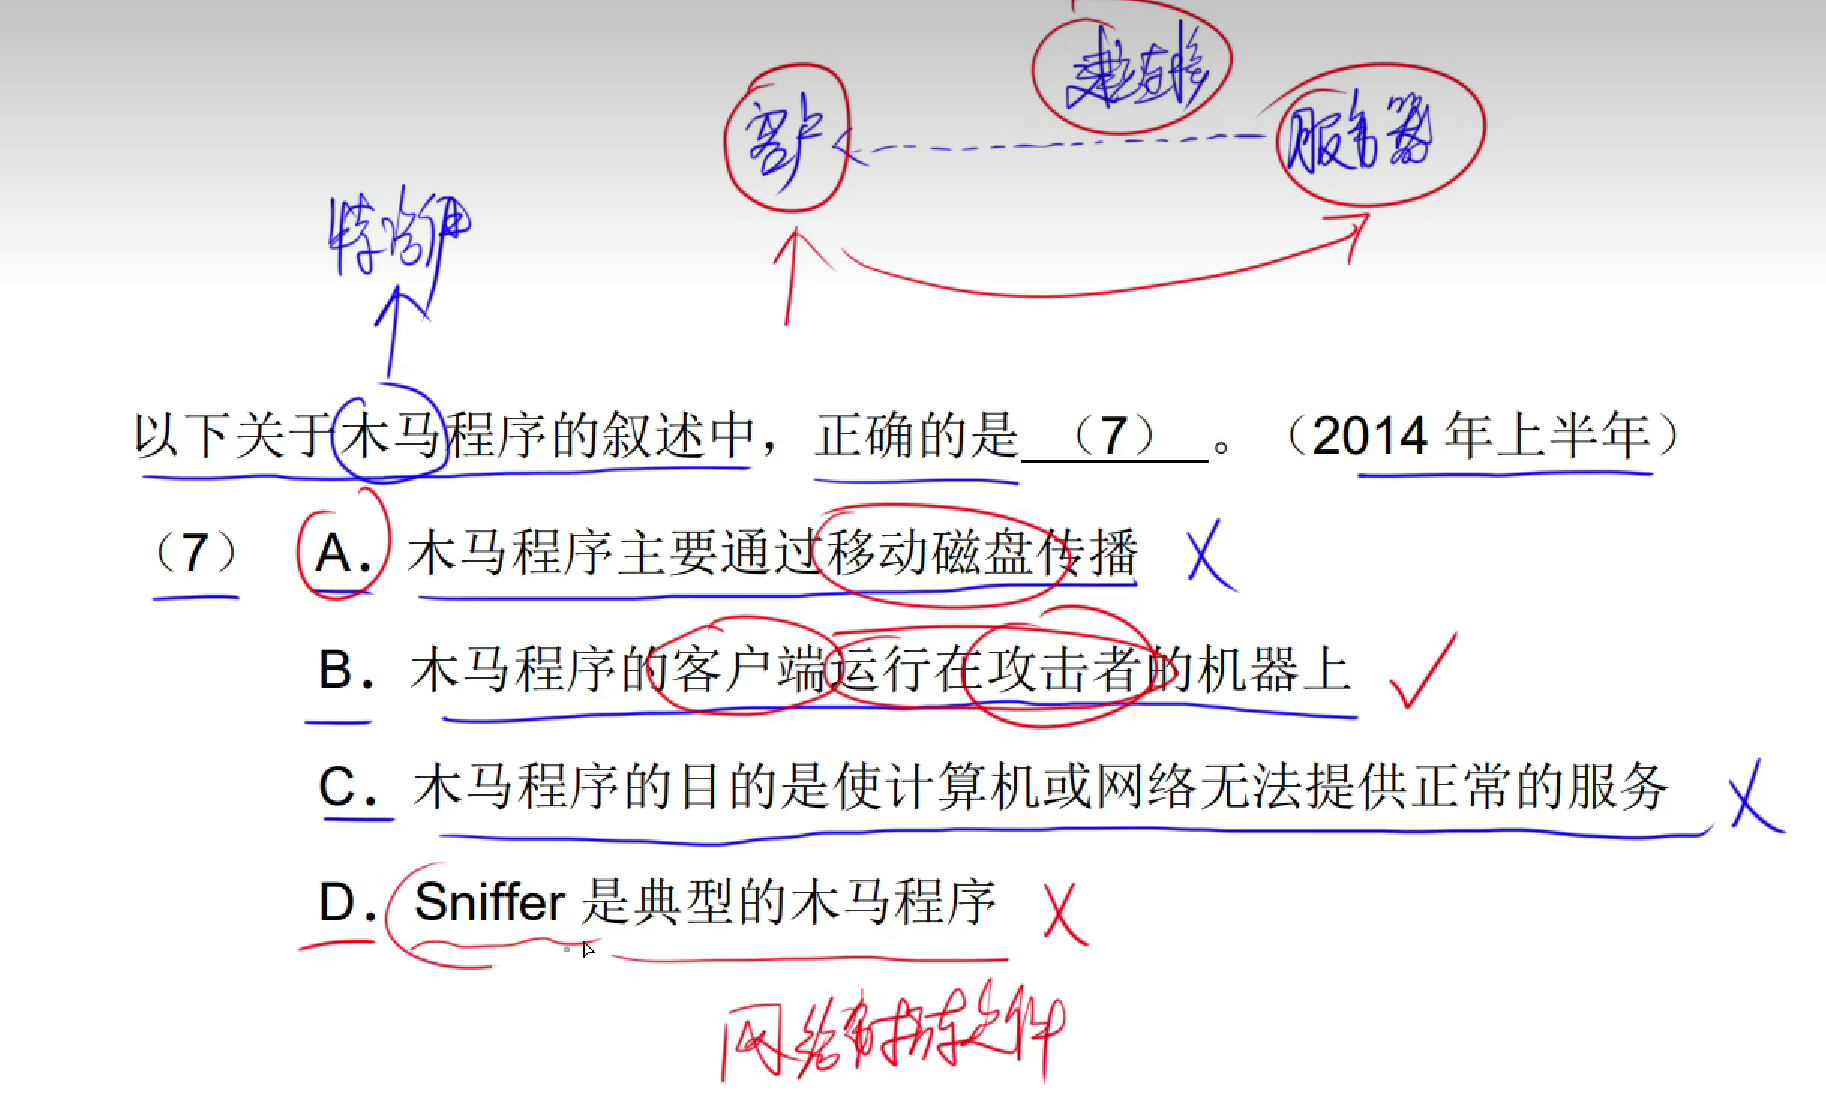 建立连接
客户
服务器
特洛伊
以下关于木马程序的叙述中，正确的是 （7） 。（2014 年上半年）
（7） A． 木马程序主要通过移动磁盘传播 X
B． 木马程序的客户端运行在攻击者的机器上 ✓
C． 木马程序的目的是使计算机或网络无法提供正常的服务 X
D． Sniffer 是典型的木马程序 X
网络
软件